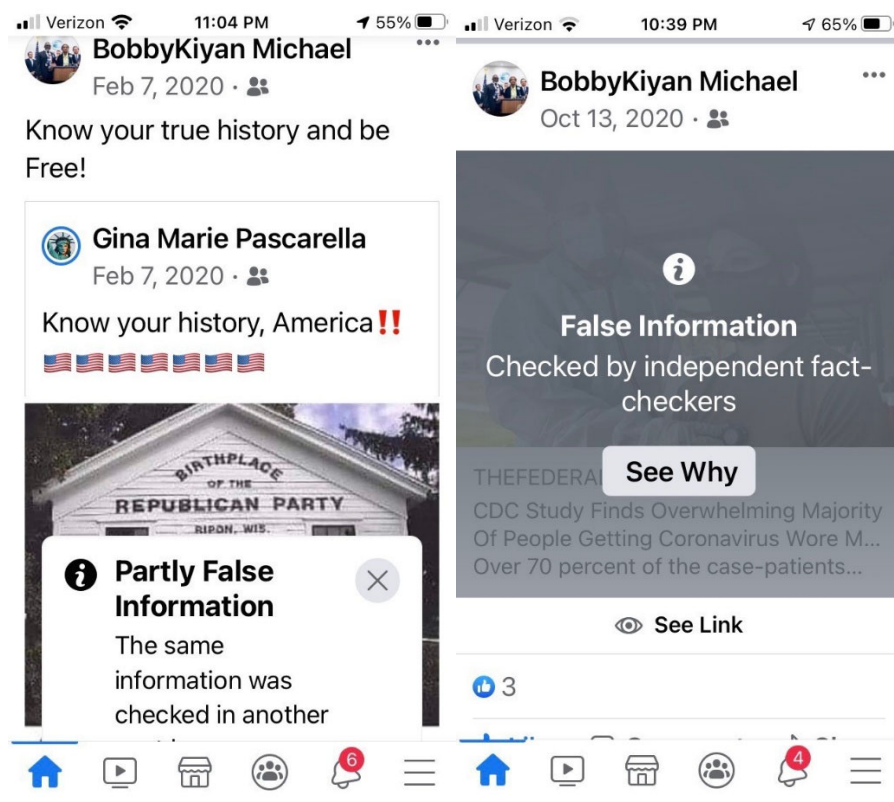 Verizon 11:04 PM 55%
BobbyKiyan Michael
Feb 7, 2020 ·
Know your true history and be
Free!
Gina Marie Pascarella
Feb 7, 2020 ·
Know your history, America‼️
🇺🇸🇺🇸🇺🇸🇺🇸🇺🇸🇺🇸🇺🇸
BIRTHPLACE
OF THE
REPUBLICAN PARTY
RIPON, WIS.
Partly False
Information
The same
information was
checked in another
6
Verizon 10:39 PM 65%
BobbyKiyan Michael
Oct 13, 2020 ·
False Information
Checked by independent fact-
checkers
See Why
THEFEDERA
CDC Study Finds Overwhelming Majority
Of People Getting Coronavirus Wore M...
Over 70 percent of the case-patients...
See Link
3
4